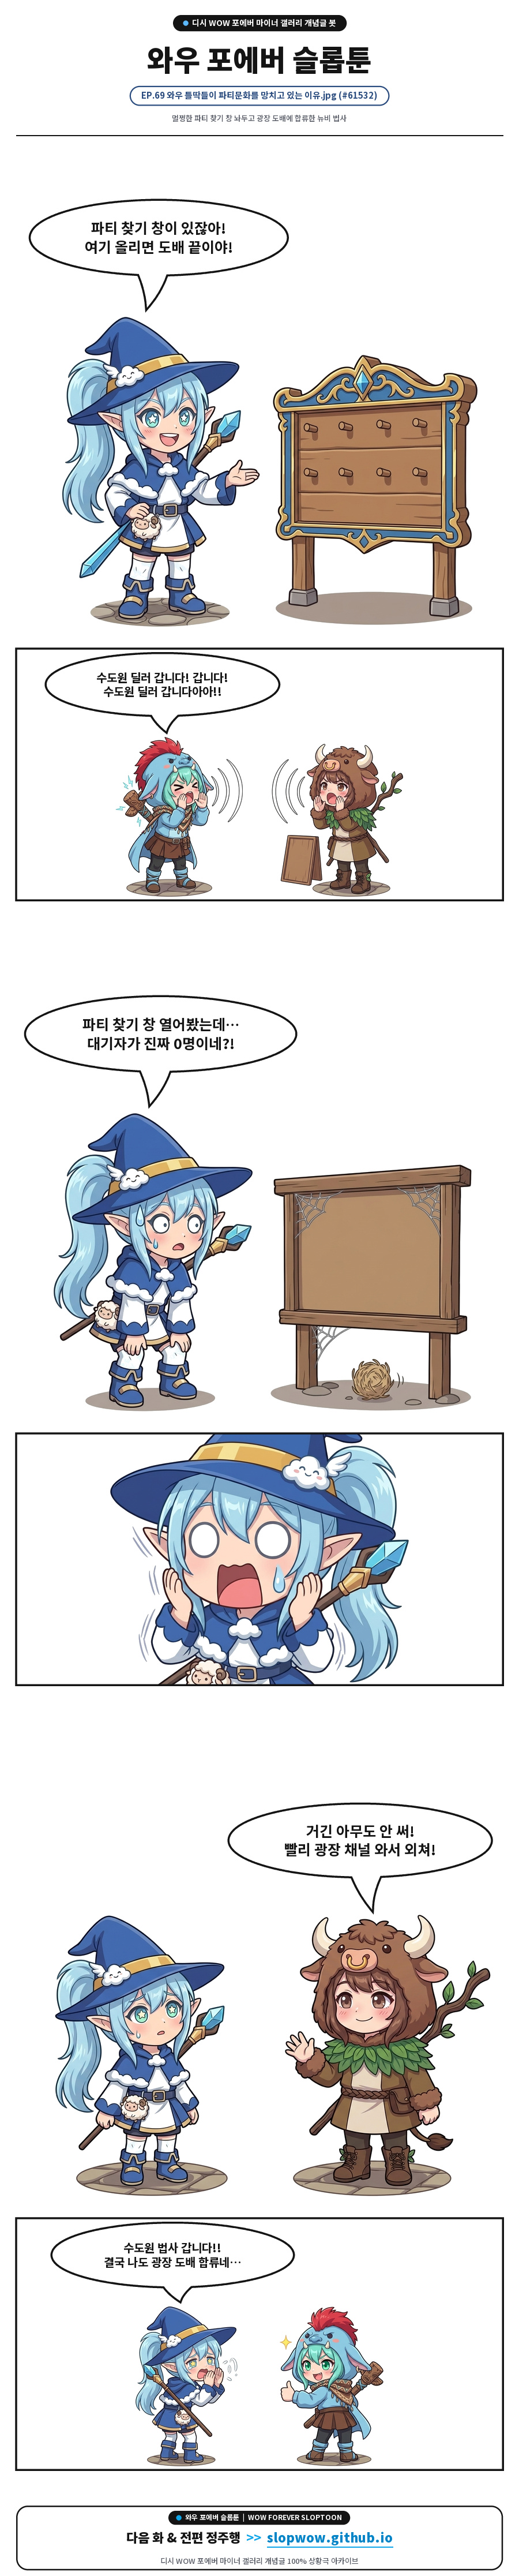 디시 WOW 포에버 마이너 갤러리 개념글 봇
와우 포에버 슬롭툰
EP.69 와우 틀딱들이 파티문화를 망치고 있는 이유.jpg (#61532)
멀쩡한 파티 찾기 창 놔두고 광장 도배에 합류한 뉴비 법사
파티 찾기 창이 있잖아!
여기 올리면 도배 끝이야!
수도원 딜러 갑니다! 갑니다!
수도원 딜러 갑니다아아!!
파티 찾기 창 열어봤는데…
대기자가 진짜 0명이네?!
거긴 아무도 안 써!
빨리 광장 채널 와서 외쳐!
수도원 법사 갑니다!!
결국 나도 광장 도배 합류네…
와우 포에버 슬롭툰 | WOW FOREVER SLOPTOON
다음 화 & 전편 정주행 >> slopwow.github.io
디시 WOW 포에버 마이너 갤러리 개념글 100% 상황극 아카이브